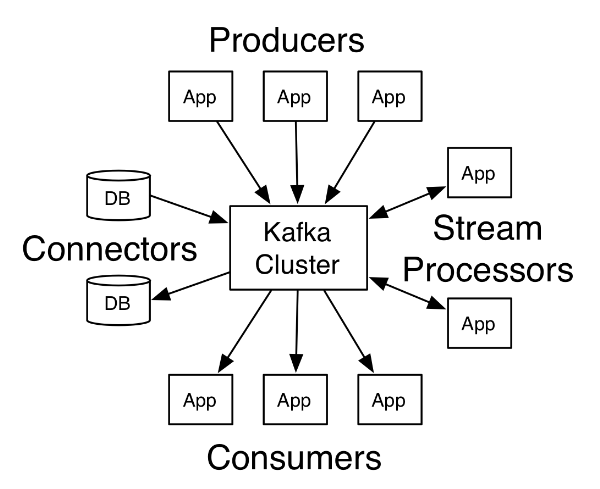 Producers
App
App
App
DB
App
Kafka
Cluster
Connectors
Stream
Processors
DB
App
App
App
App
Consumers